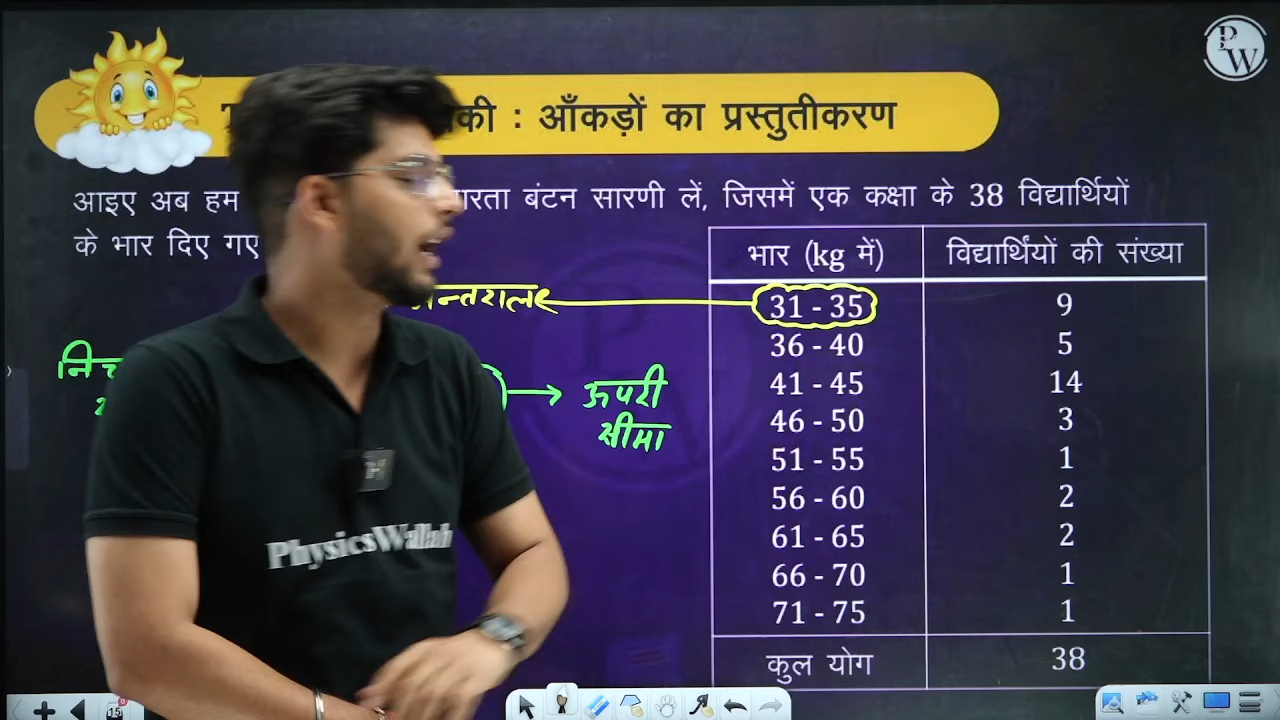 PW
की : आँकड़ों का प्रस्तुतीकरण
आइए अब हम बंटन सारणी लें, जिसमें एक कक्षा के 38 विद्यार्थियों
के भार दिए गए
भार (kg में) विद्यार्थियों की संख्या
31 - 35 9
36 - 40 5
41 - 45 14
46 - 50 3
51 - 55 1
56 - 60 2
61 - 65 2
66 - 70 1
71 - 75 1
कुल योग 38
ऊपरी
सीमा
PhysicsWallah
15